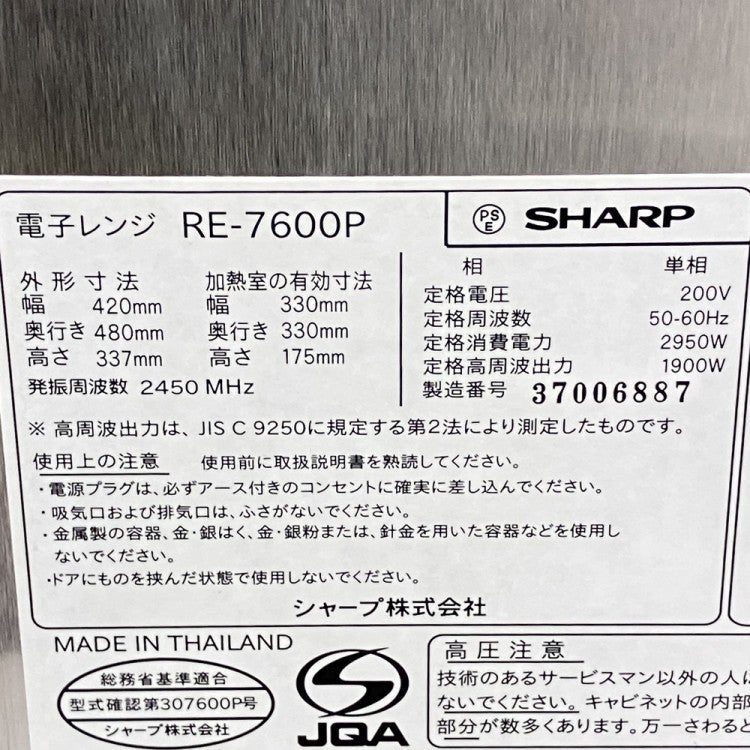 電子レンジ RE-7600P
PS E SHARP
外形寸法 加熱室の有効寸法
幅 420mm 幅 330mm
奥行き 480mm 奥行き 330mm
高さ 337mm 高さ 175mm
発振周波数 2450 MHz
相 単相
定格電圧 200V
定格周波数 50-60Hz
定格消費電力 2950W
定格高周波出力 1900W
製造番号 37006887
※ 高周波出力は、JIS C 9250に規定する第2法により測定したものです。
使用上の注意 使用前に取扱説明書を熟読してください。
・電源プラグは、必ずアース付きのコンセントに確実に差し込んでください。
・吸気口および排気口は、ふさがないでください。
・金属製の容器、金・銀はく、金・銀粉または、針金を用いた容器などを使用し
ないでください。
・ドアにものを挟んだ状態で使用しないでください。
シャープ株式会社
MADE IN THAILAND
総務省基準適合
型式確認第307600P号
シャープ株式会社
JQA
高圧注意
技術のあるサービスマン以外の人に
ないでください。キャビネットの内部
部分が数多くあります。万一さわると